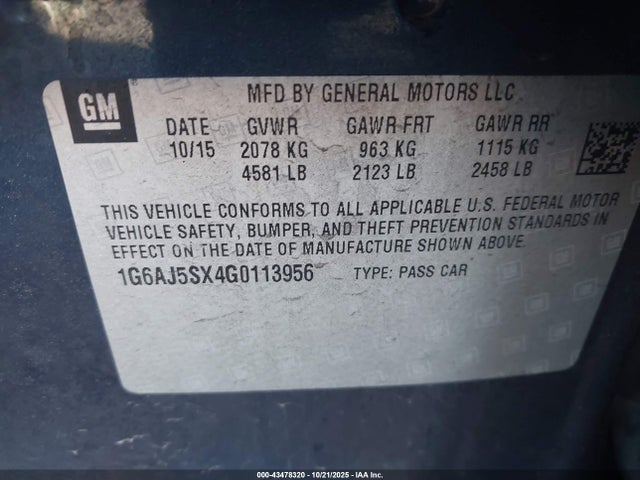 GM
MFD BY GENERAL MOTORS LLC
DATE GVWR GAWR FRT GAWR RR
10/15 2078 KG 963 KG 1115 KG
4581 LB 2123 LB 2458 LB
THIS VEHICLE CONFORMS TO ALL APPLICABLE U.S. FEDERAL MOTOR
VEHICLE SAFETY, BUMPER, AND THEFT PREVENTION STANDARDS IN
EFFECT ON THE DATE OF MANUFACTURE SHOWN ABOVE.
1G6AJ5SX4G0113956 TYPE: PASS CAR
000-43478320 - 10/21/2025 - IAA Inc.